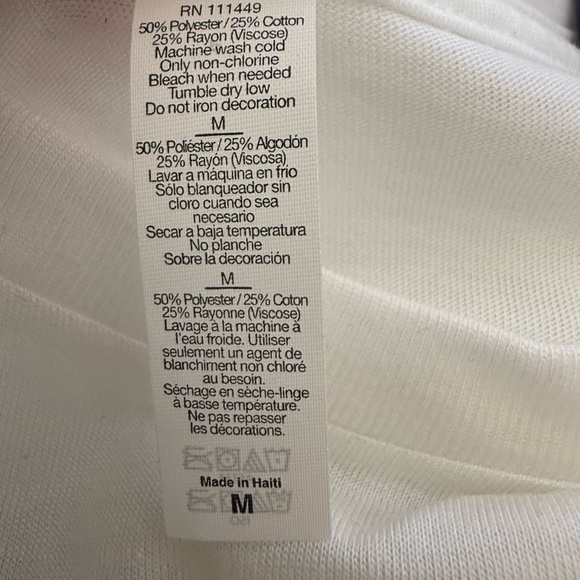 RN 111449
50% Polyester/25% Cotton
25% Rayon (Viscose)
Machine wash cold
Only non-chlorine
Bleach when needed
Tumble dry low
Do not iron decoration
M
50% Poliéster/25% Algodón
25% Rayón (Viscosa)
Lavar a máquina en frio
Sólo blanqueador sin
cloro cuando sea
necesario
Secar a baja temperatura
No planche
Sobre la decoración
M
50% Polyester/25% Coton
25% Rayonne (Viscose)
Lavage à la machine à
l'eau froide. Utiliser
seulement un agent de
blanchiment non chloré
au besoin.
Séchage en sèche-linge
à basse température.
Ne pas repasser
les décorations.
Made in Haiti
M